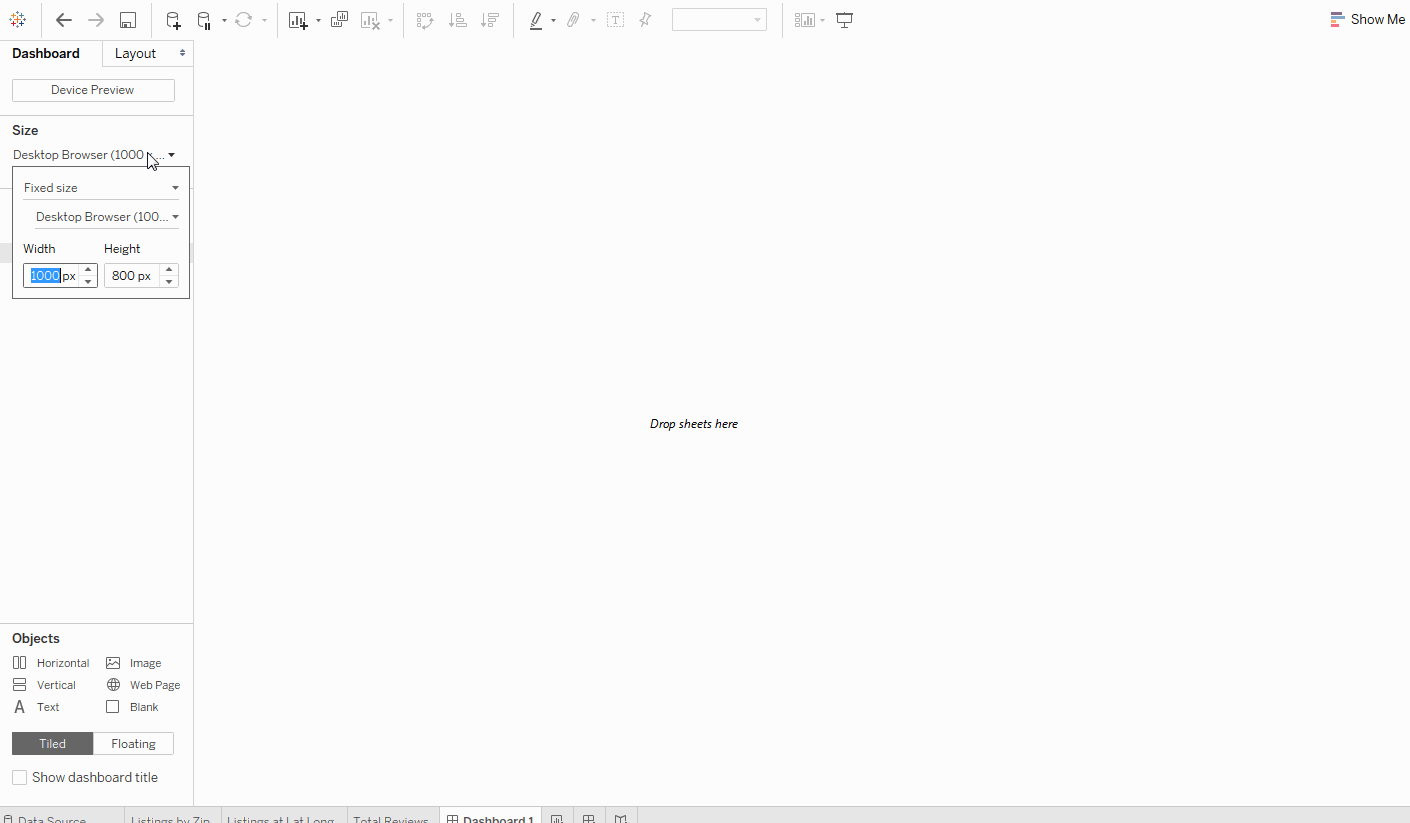 Show Me
Dashboard Layout
Device Preview
Size
Desktop Browser (1000 ...
Fixed size
Desktop Browser (100...
Width Height
1000 px 800 px
Drop sheets here
Objects
Horizontal Image
Vertical Web Page
A Text Blank
Tiled Floating
Show dashboard title
Data Source Listings by Zip Listings at Lat Long Total Reviews Dashboard 1